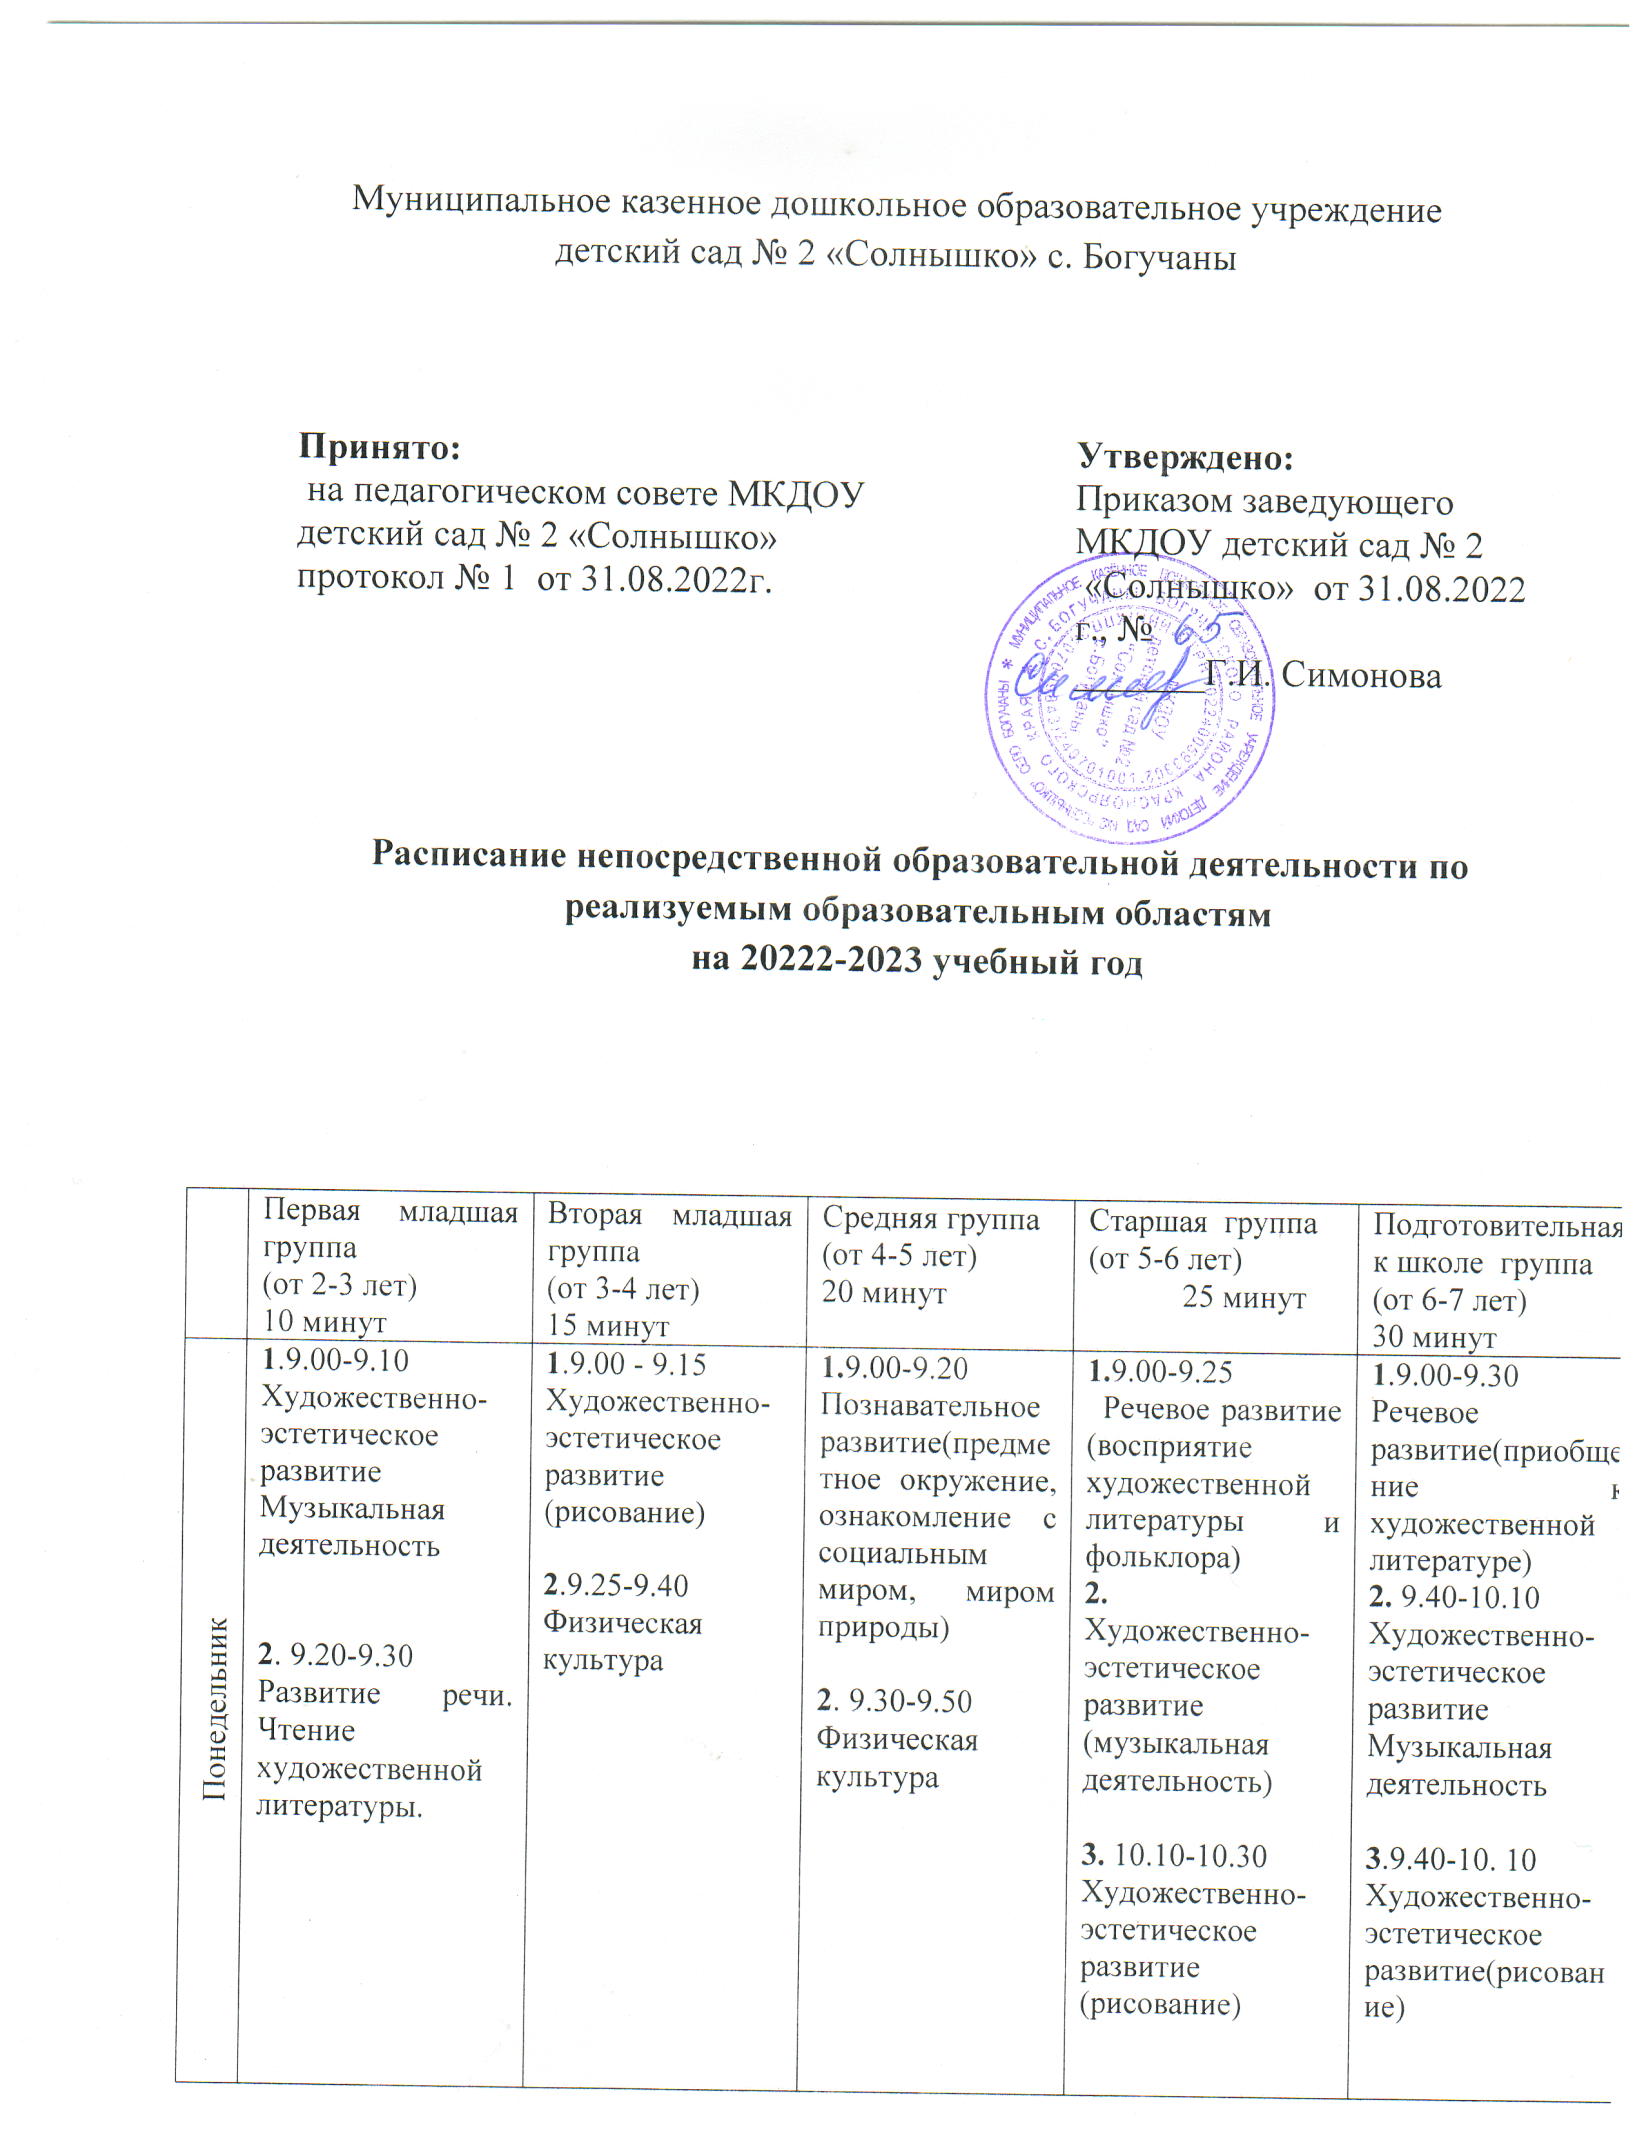 Муниципальное казенное дошкольное образовательное учреждение
детский сад № 2 «Солнышко» с. Богучаны
Принято:
на педагогическом совете МКДОУ
детский сад № 2 «Солнышко»
протокол № 1 от 31.08.2022г.
Утверждено:
Приказом заведующего
МКДОУ детский сад № 2
«Солнышко» от 31.08.2022
г., № 65
Г.И. Симонова
Расписание непосредственной образовательной деятельности по
реализуемым образовательным областям
на 20222-2023 учебный год
Первая младшая
группа
(от 2-3 лет)
10 минут
Вторая младшая
группа
(от 3-4 лет)
15 минут
Средняя группа
(от 4-5 лет)
20 минут
Старшая группа
(от 5-6 лет)
25 минут
Подготовительная
к школе группа
(от 6-7 лет)
30 минут
Понедельник
1.9.00-9.10
Художественно-
эстетическое
развитие
Музыкальная
деятельность
2. 9.20-9.30
Развитие речи.
Чтение
художественной
литературы.
1.9.00 - 9.15
Художественно-
эстетическое
развитие
(рисование)
2.9.25-9.40
Физическая
культура
1.9.00-9.20
Познавательное
развитие(предме
тное окружение,
ознакомление с
социальным
миром, миром
природы)
2. 9.30-9.50
Физическая
культура
1.9.00-9.25
Речевое развитие
(восприятие
художественной
литературы и
фольклора)
2.
Художественно-
эстетическое
развитие
(музыкальная
деятельность)
3. 10.10-10.30
Художественно-
эстетическое
развитие
(рисование)
1.9.00-9.30
Речевое
развитие(приобще
ние к
художественной
литературе)
2. 9.40-10.10
Художественно-
эстетическое
развитие
Музыкальная
деятельность
3.9.40-10. 10
Художественно-
эстетическое
развитие(рисован
ие)